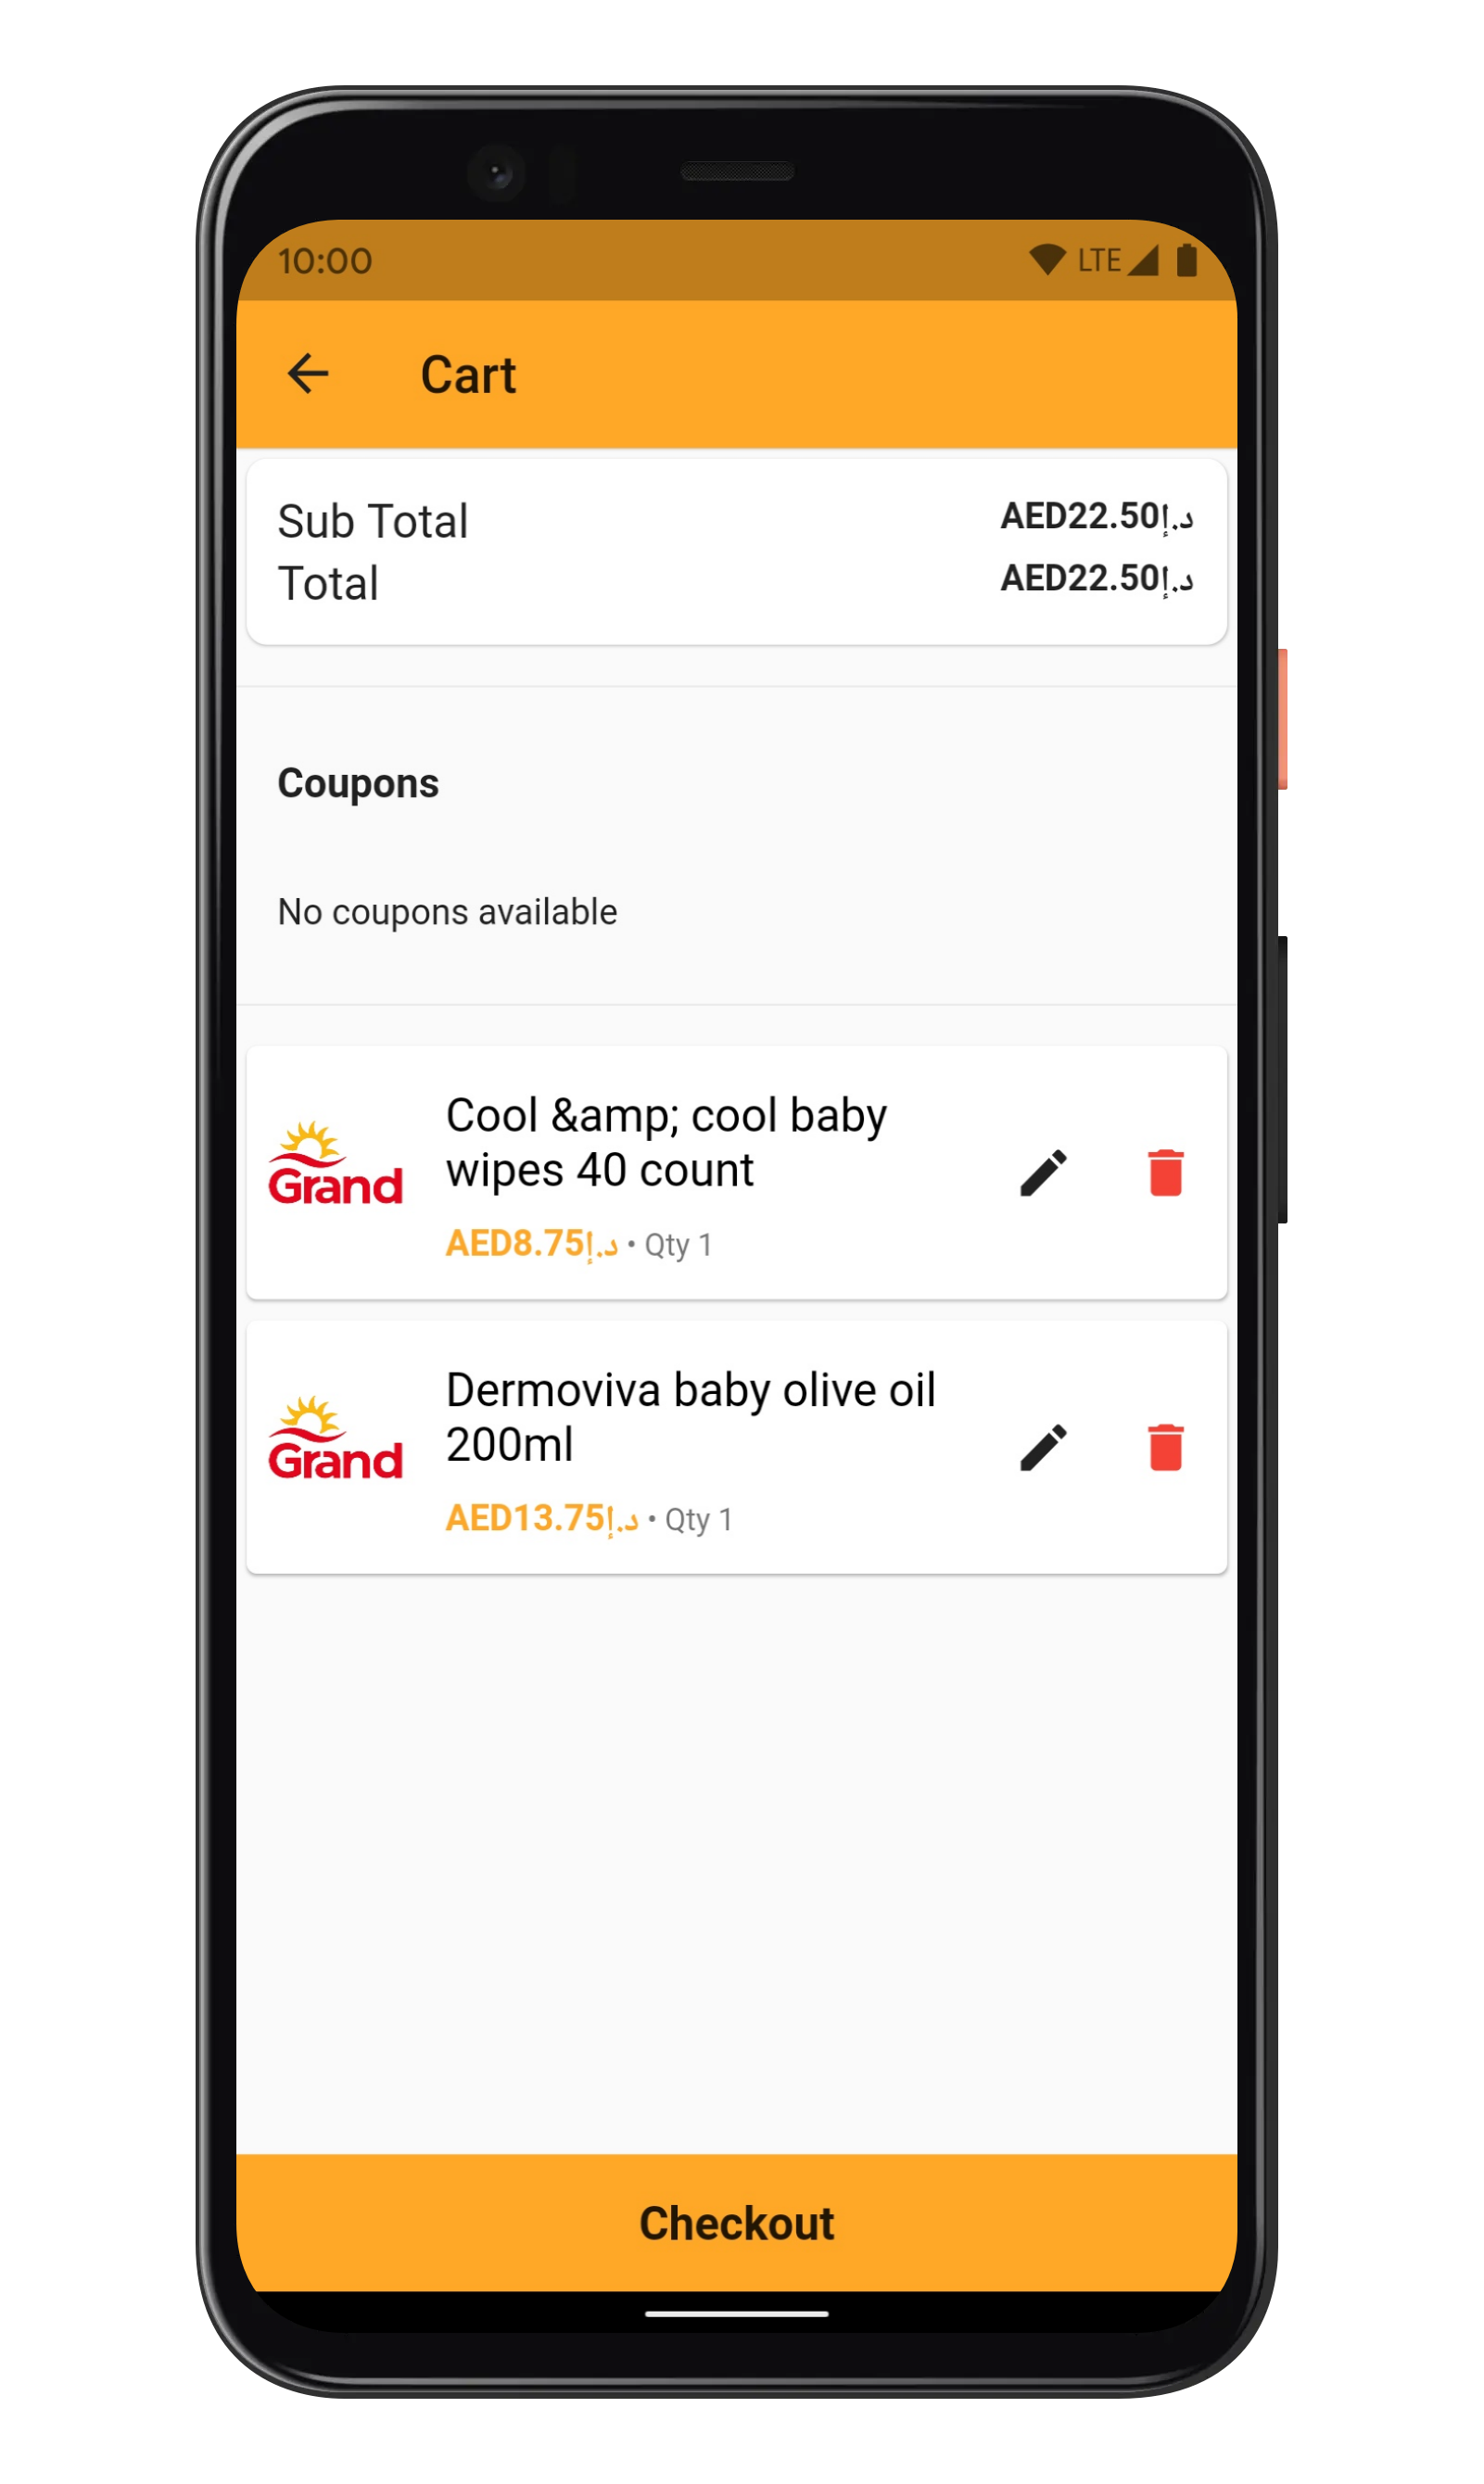 10:00 LTE
Cart
Sub Total AED22.50د.إ
Total AED22.50د.إ
Coupons
No coupons available
Cool &amp; cool baby
wipes 40 count
Grand
AED8.75د.إ • Qty 1
Dermoviva baby olive oil
200ml
Grand
AED13.75د.إ • Qty 1
Checkout